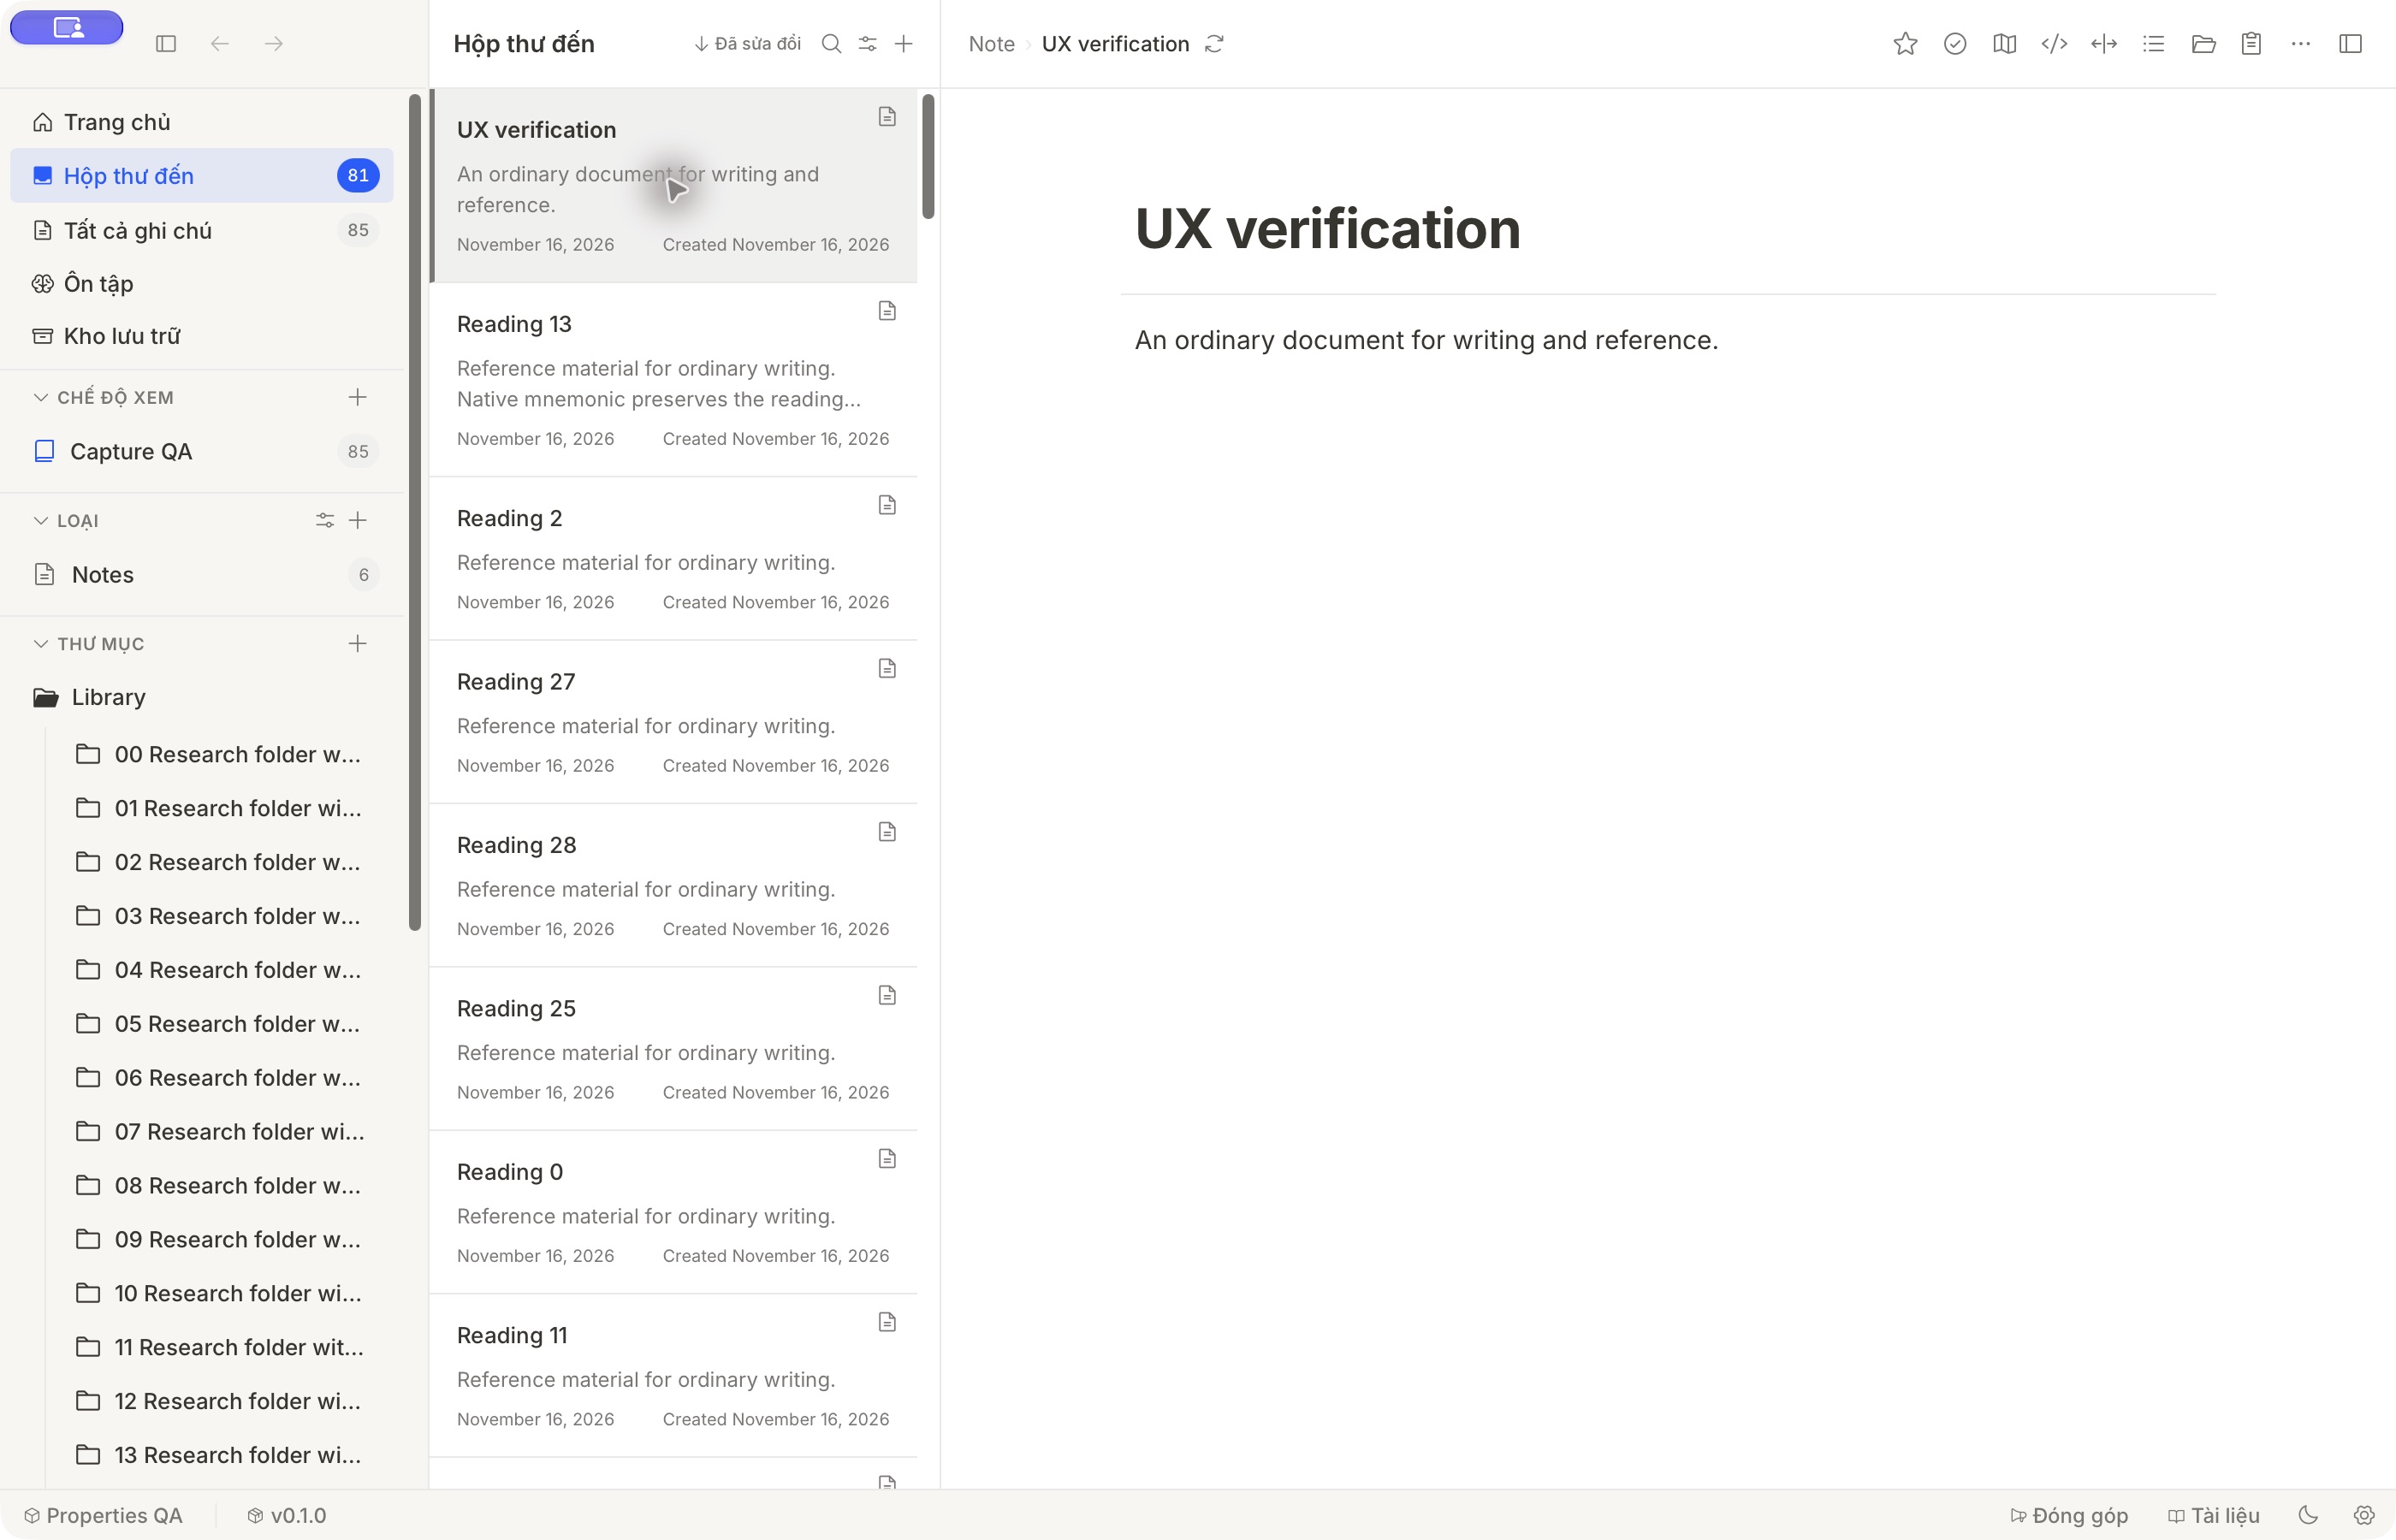 Trang chủ
Hộp thư đến 81
Tất cả ghi chú 85
Ôn tập
Kho lưu trữ
CHẾ ĐỘ XEM
Capture QA 85
LOẠI
Notes 6
THƯ MỤC
Library
00 Research folder w...
01 Research folder wi...
02 Research folder w...
03 Research folder w...
04 Research folder w...
05 Research folder w...
06 Research folder w...
07 Research folder wi...
08 Research folder w...
09 Research folder w...
10 Research folder wi...
11 Research folder wit...
12 Research folder wi...
13 Research folder wi...
Hộp thư đến Đã sửa đổi
UX verification
An ordinary document for writing and
reference.
November 16, 2026 Created November 16, 2026
Reading 13
Reference material for ordinary writing.
Native mnemonic preserves the reading...
November 16, 2026 Created November 16, 2026
Reading 2
Reference material for ordinary writing.
November 16, 2026 Created November 16, 2026
Reading 27
Reference material for ordinary writing.
November 16, 2026 Created November 16, 2026
Reading 28
Reference material for ordinary writing.
November 16, 2026 Created November 16, 2026
Reading 25
Reference material for ordinary writing.
November 16, 2026 Created November 16, 2026
Reading 0
Reference material for ordinary writing.
November 16, 2026 Created November 16, 2026
Reading 11
Reference material for ordinary writing.
November 16, 2026 Created November 16, 2026
Note › UX verification
UX verification
An ordinary document for writing and reference.
Properties QA v0.1.0 Đóng góp Tài liệu